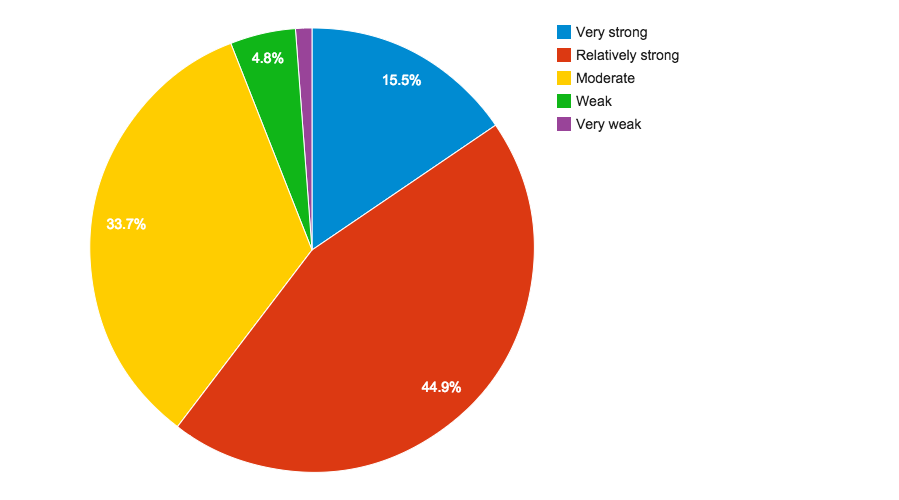 15.5%
44.9%
33.7%
4.8%
Very strong
Relatively strong
Moderate
Weak
Very weak